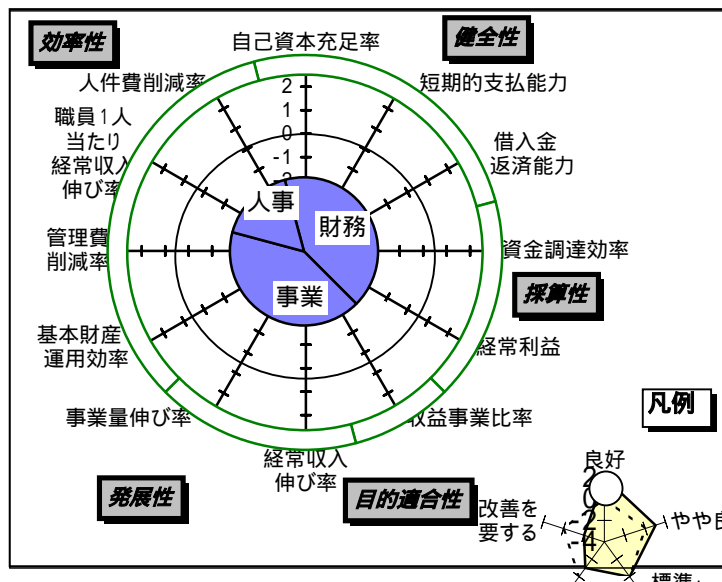 効率性
自己資本充足率
健全性
人件費削減率
短期的支払能力
職員1人
当たり
経常収入
伸び率
借入金
返済能力
2
1
0
-1
-2
人事
財務
事業
管理費
削減率
資金調達効率
採算性
基本財産
運用効率
経常利益
事業量伸び率
収益事業比率
経常収入
伸び率
発展性
目的適合性
凡例
良好
2
0
-2
-4
改善を
要する
やや良
標準